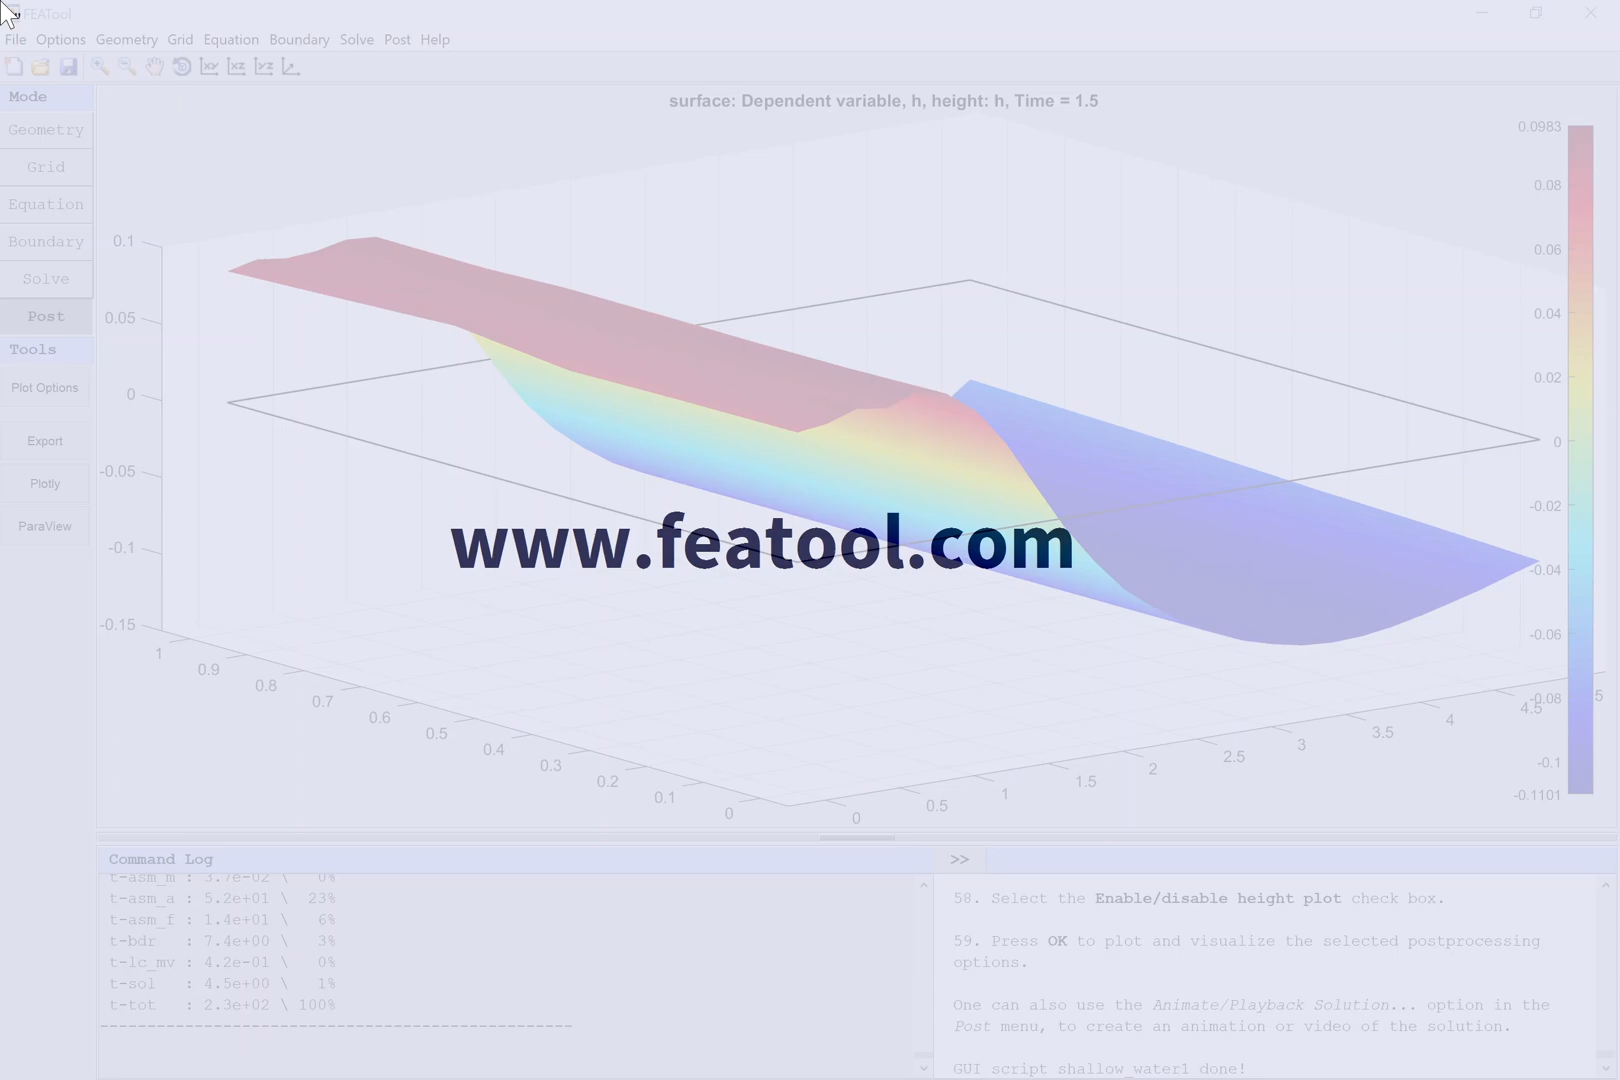 FEATool
File Options Geometry Grid Equation Boundary Solve Post Help
Mode
Geometry
Grid
Equation
Boundary
Solve
Post
Tools
Plot Options
Export
Plotly
ParaView
surface: Dependent variable, h, height: h, Time = 1.5
0.1
0.05
0
-0.05
-0.1
-0.15
1
0.9
0.8
0.7
0.6
0.5
0.4
0.3
0.2
0.1
0
0
0.5
1
1.5
2
2.5
3
3.5
4
4.5
5
0.0983
0.08
0.06
0.04
0.02
0
-0.02
-0.04
-0.06
-0.08
-0.1
-0.1101
www.featool.com
Command Log
t-asm_m : 3.7e-02 \ 0%
t-asm_a : 5.2e+01 \ 23%
t-asm_f : 1.4e+01 \ 6%
t-bdr : 7.4e+00 \ 3%
t-lc_mv : 4.2e-01 \ 0%
t-sol : 4.5e+00 \ 1%
t-tot : 2.3e+02 \ 100%
--------------------------------------------------
>>
58. Select the Enable/disable height plot check box.
59. Press OK to plot and visualize the selected postprocessing
options.
One can also use the Animate/Playback Solution... option in the
Post menu, to create an animation or video of the solution.
GUI script shallow_water1 done!